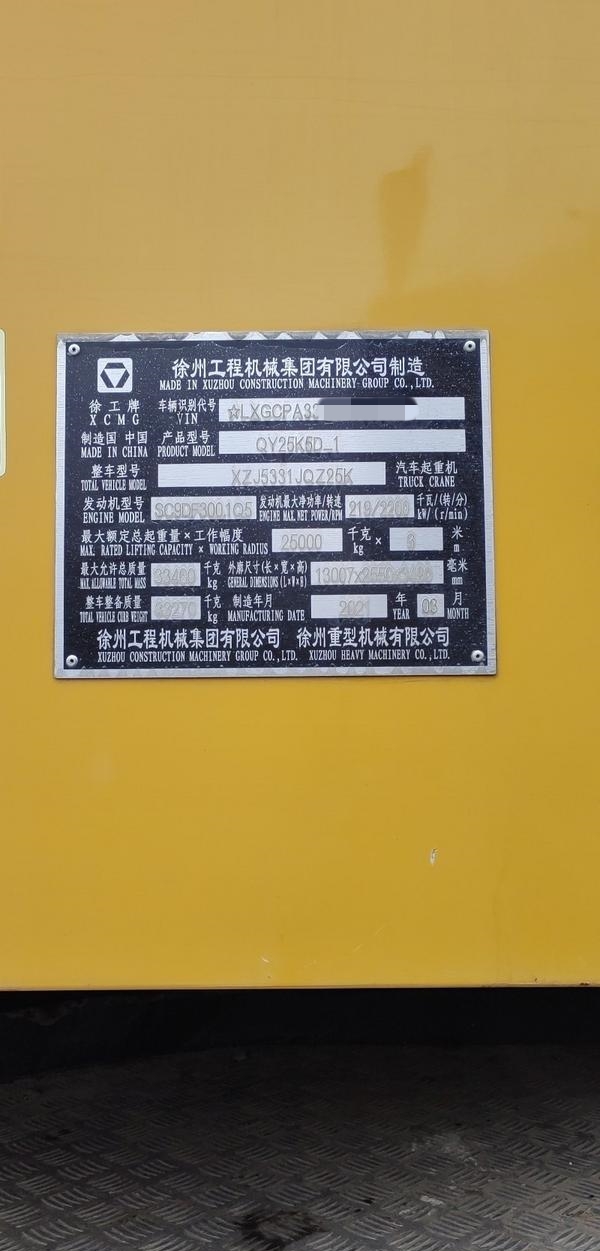 徐州工程机械集团有限公司制造
MADE IN XUZHOU CONSTRUCTION MACHINERY GROUP CO., LTD.
徐工牌 车辆识别代号 ☆LXGCPA33
XCMG VIN
制造国 中国 产品型号 QY25K5D_1
MADE IN CHINA PRODUCT MODEL
整车型号 XZJ5331JQZ25K 汽车起重机
TOTAL VEHICLE MODEL TRUCK CRANE
发动机型号 SC9DF300.1Q5 发动机最大净功率/转速 219/2200 千瓦/(转/分)
ENGINE MODEL ENGINE MAX. NET POWER/RPM kW/(r/min)
最大额定总起重量×工作幅度 25000 千克 × 3 米
MAX. RATED LIFTING CAPACITY × WORKING RADIUS kg m
最大允许总质量 33460 千克 外廓尺寸(长×宽×高) 13007x2550x 毫米
MAX. ALLOWABLE TOTAL MASS kg GENERAL DIMENSIONS (L×W×H) mm
整车整备质量 33270 千克 制造年月 2021 年 03 月
TOTAL VEHICLE CURB WEIGHT kg MANUFACTURING DATE YEAR MONTH
徐州工程机械集团有限公司 徐州重型机械有限公司
XUZHOU CONSTRUCTION MACHINERY GROUP CO., LTD. XUZHOU HEAVY MACHINERY CO., LTD.